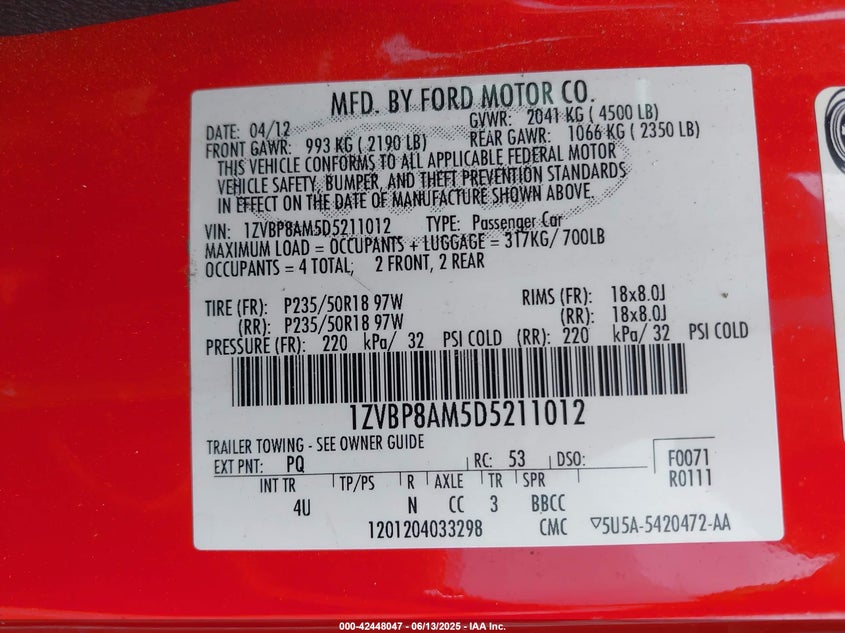 MFD. BY FORD MOTOR CO.
DATE: 04/12 GVWR: 2041 KG ( 4500 LB)
FRONT GAWR: 993 KG ( 2190 LB) REAR GAWR: 1066 KG ( 2350 LB)
THIS VEHICLE CONFORMS TO ALL APPLICABLE FEDERAL MOTOR
VEHICLE SAFETY, BUMPER, AND THEFT PREVENTION STANDARDS
IN EFFECT ON THE DATE OF MANUFACTURE SHOWN ABOVE.
VIN: 1ZVBP8AM5D5211012 TYPE: Passenger Car
MAXIMUM LOAD = OCCUPANTS + LUGGAGE = 317KG/ 700LB
OCCUPANTS = 4 TOTAL; 2 FRONT, 2 REAR
TIRE (FR): P235/50R18 97W RIMS (FR): 18x8.0J
(RR): P235/50R18 97W (RR): 18x8.0J
PRESSURE (FR): 220 kPa/ 32 PSI COLD (RR): 220 kPa/ 32 PSI COLD
1ZVBP8AM5D5211012
TRAILER TOWING - SEE OWNER GUIDE
EXT PNT: PQ RC: 53 DSO: F0071
INT TR TP/PS R AXLE TR SPR R0111
4U N CC 3 BBCC
1201204033298 CMC ▽5U5A-5420472-AA
000-42448047 - 06/13/2025 - IAA Inc.